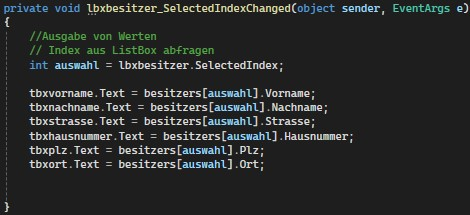 private void lbxbesitzer_SelectedIndexChanged(object sender, EventArgs e)
{
//Ausgabe von Werten
// Index aus ListBox abfragen
int auswahl = lbxbesitzer.SelectedIndex;
tbxvorname.Text = besitzers[auswahl].Vorname;
tbxnachname.Text = besitzers[auswahl].Nachname;
tbxstrasse.Text = besitzers[auswahl].Strasse;
tbxhausnummer.Text = besitzers[auswahl].Hausnummer;
tbxplz.Text = besitzers[auswahl].Plz;
tbxort.Text = besitzers[auswahl].Ort;
}